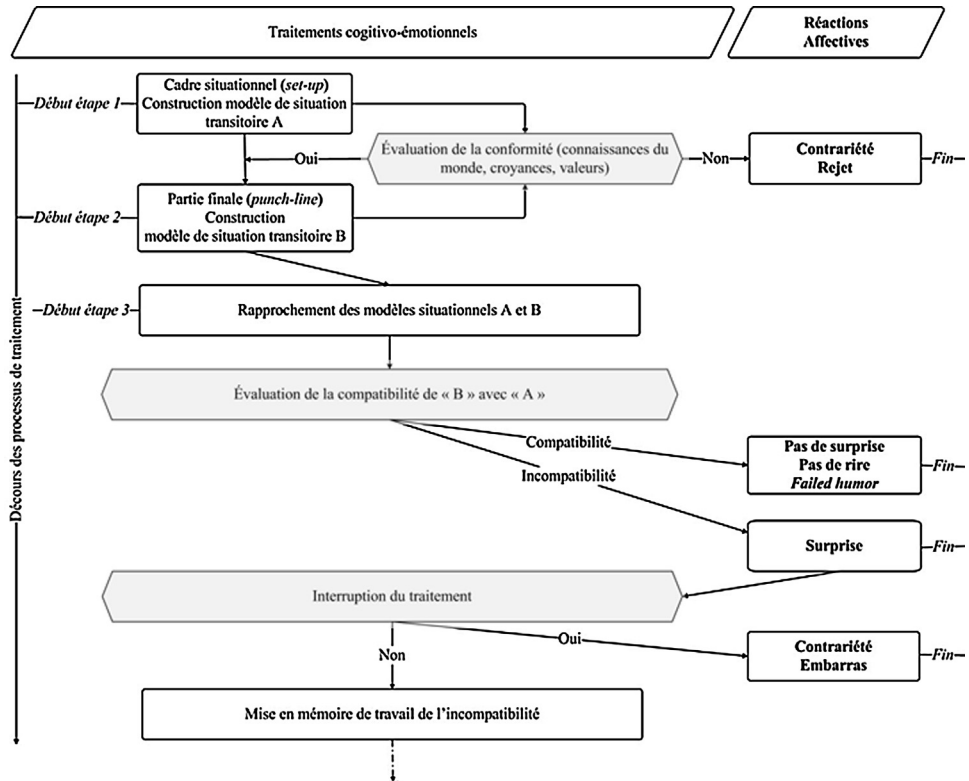 Traitements cogitivo-émotionnels
Réactions
Affectives
Cadre situationnel (set-up)
Construction modèle de situation
transitoire A
Début étape 1
Évaluation de la conformité (connaissances du
monde, croyances, valeurs)
Oui
Non
Contrariété
Rejet
Fin
Partie finale (punch-line)
Construction
modèle de situation transitoire B
Début étape 2
Début étape 3
Rapprochement des modèles situationnels A et B
Évaluation de la compatibilité de « B » avec « A »
Compatibilité
Incompatibilité
Pas de surprise
Pas de rire
Failed humor
Fin
Surprise
Fin
Interruption du traitement
Oui
Non
Contrariété
Embarras
Fin
Mise en mémoire de travail de l'incompatibilité
Décours des processus de traitement